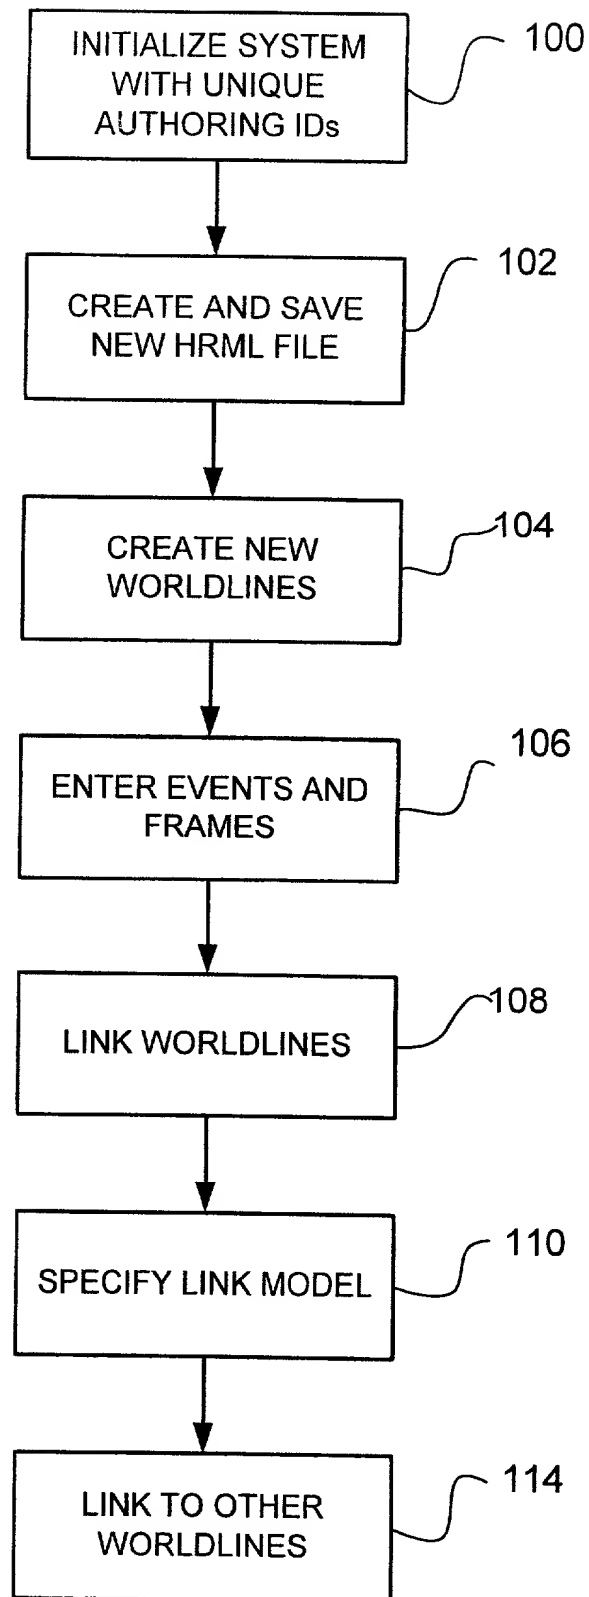 INITIALIZE SYSTEM
WITH UNIQUE
AUTHORING IDs
100
CREATE AND SAVE
NEW HRML FILE
102
CREATE NEW
WORLDLINES
104
ENTER EVENTS AND
FRAMES
106
LINK WORLDLINES
108
SPECIFY LINK MODEL
110
LINK TO OTHER
WORLDLINES
114